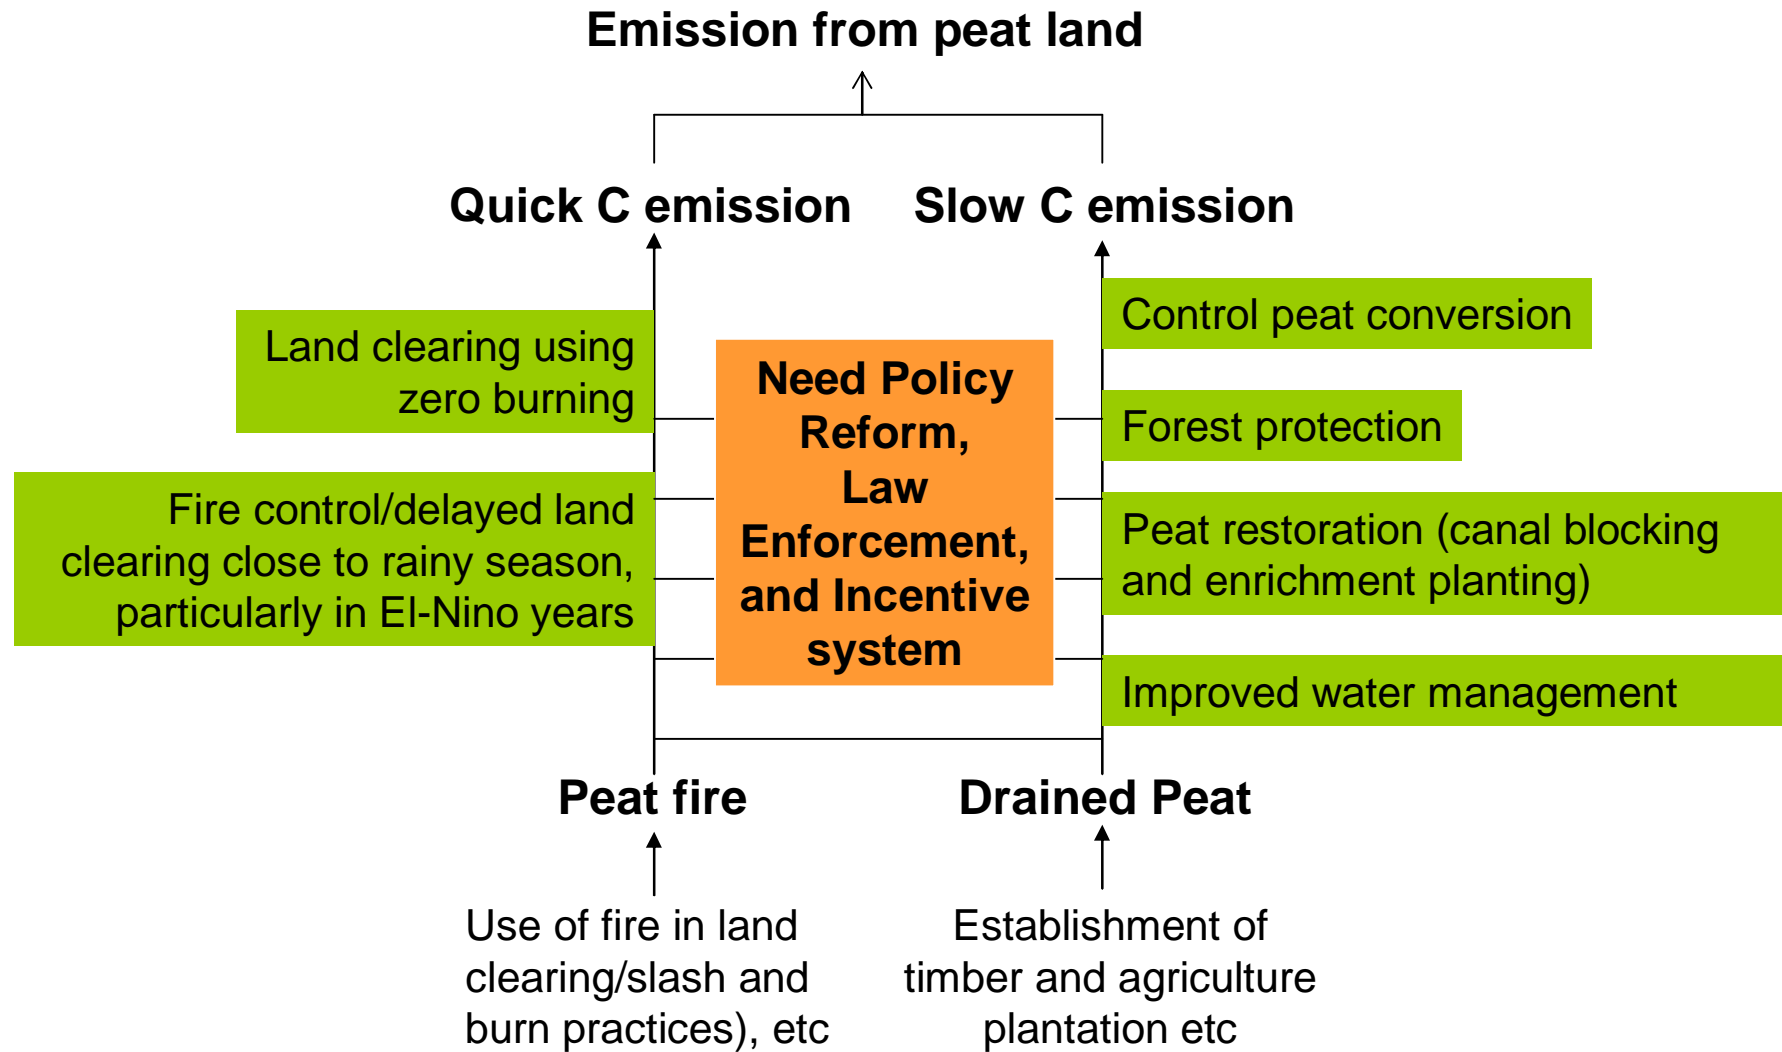 Emission from peat land
Quick C emission
Slow C emission
Land clearing using
zero burning
Fire control/delayed land
clearing close to rainy season,
particularly in El-Nino years
Need Policy
Reform,
Law
Enforcement,
and Incentive
system
Control peat conversion
Forest protection
Peat restoration (canal blocking
and enrichment planting)
Improved water management
Peat fire
Drained Peat
Use of fire in land
clearing/slash and
burn practices), etc
Establishment of
timber and agriculture
plantation etc